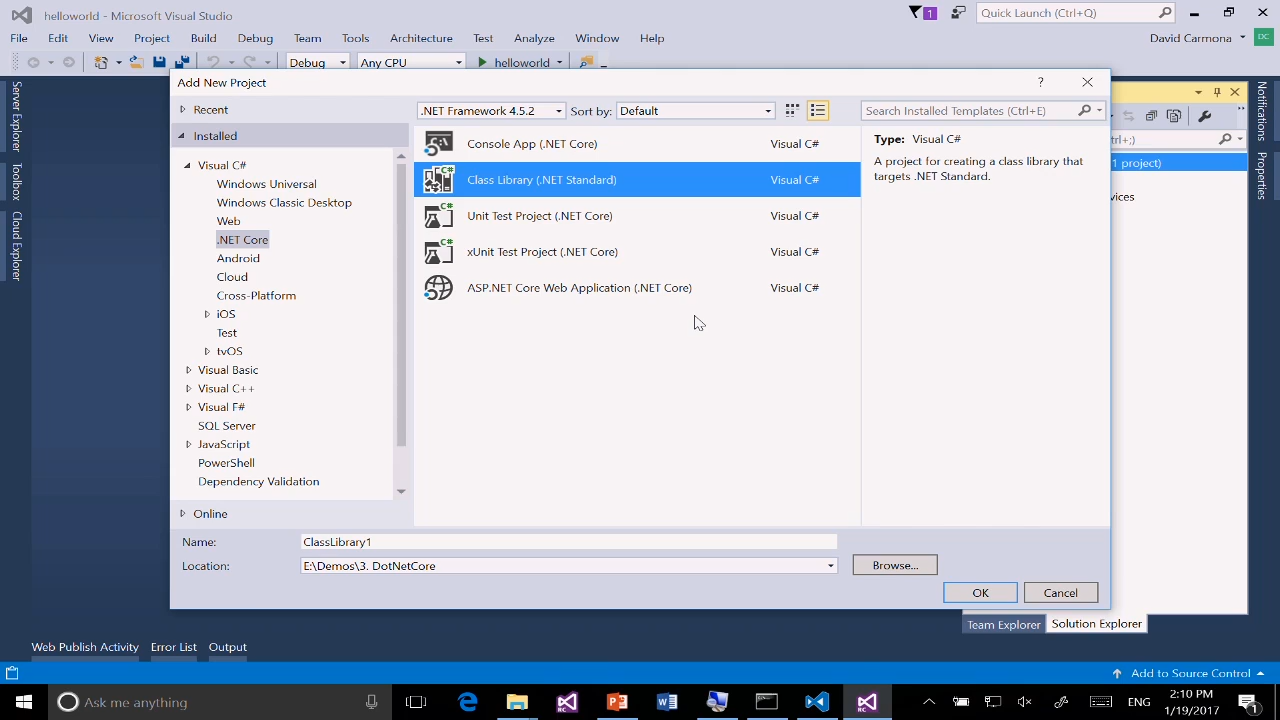 helloworld - Microsoft Visual Studio
1
Quick Launch (Ctrl+Q)
File Edit View Project Build Debug Team Tools Architecture Test Analyze Window Help
David Carmona
DC
Debug
Any CPU
helloworld
Server Explorer
Toolbox
Cloud Explorer
Add New Project
?
Recent
Installed
Visual C#
Windows Universal
Windows Classic Desktop
Web
.NET Core
Android
Cloud
Cross-Platform
iOS
Test
tvOS
Visual Basic
Visual C++
Visual F#
SQL Server
JavaScript
PowerShell
Dependency Validation
Online
.NET Framework 4.5.2
Sort by: Default
Console App (.NET Core) Visual C#
Class Library (.NET Standard) Visual C#
Unit Test Project (.NET Core) Visual C#
xUnit Test Project (.NET Core) Visual C#
ASP.NET Core Web Application (.NET Core) Visual C#
Search Installed Templates (Ctrl+E)
Type: Visual C#
A project for creating a class library that
targets .NET Standard.
Name: ClassLibrary1
Location: E:\Demos\3. DotNetCore
Browse...
OK
Cancel
trl+;)
1 project)
ices
Notifications
Properties
Team Explorer
Solution Explorer
Web Publish Activity Error List Output
Add to Source Control
Ask me anything
RC
ENG
2:10 PM
1/19/2017
1